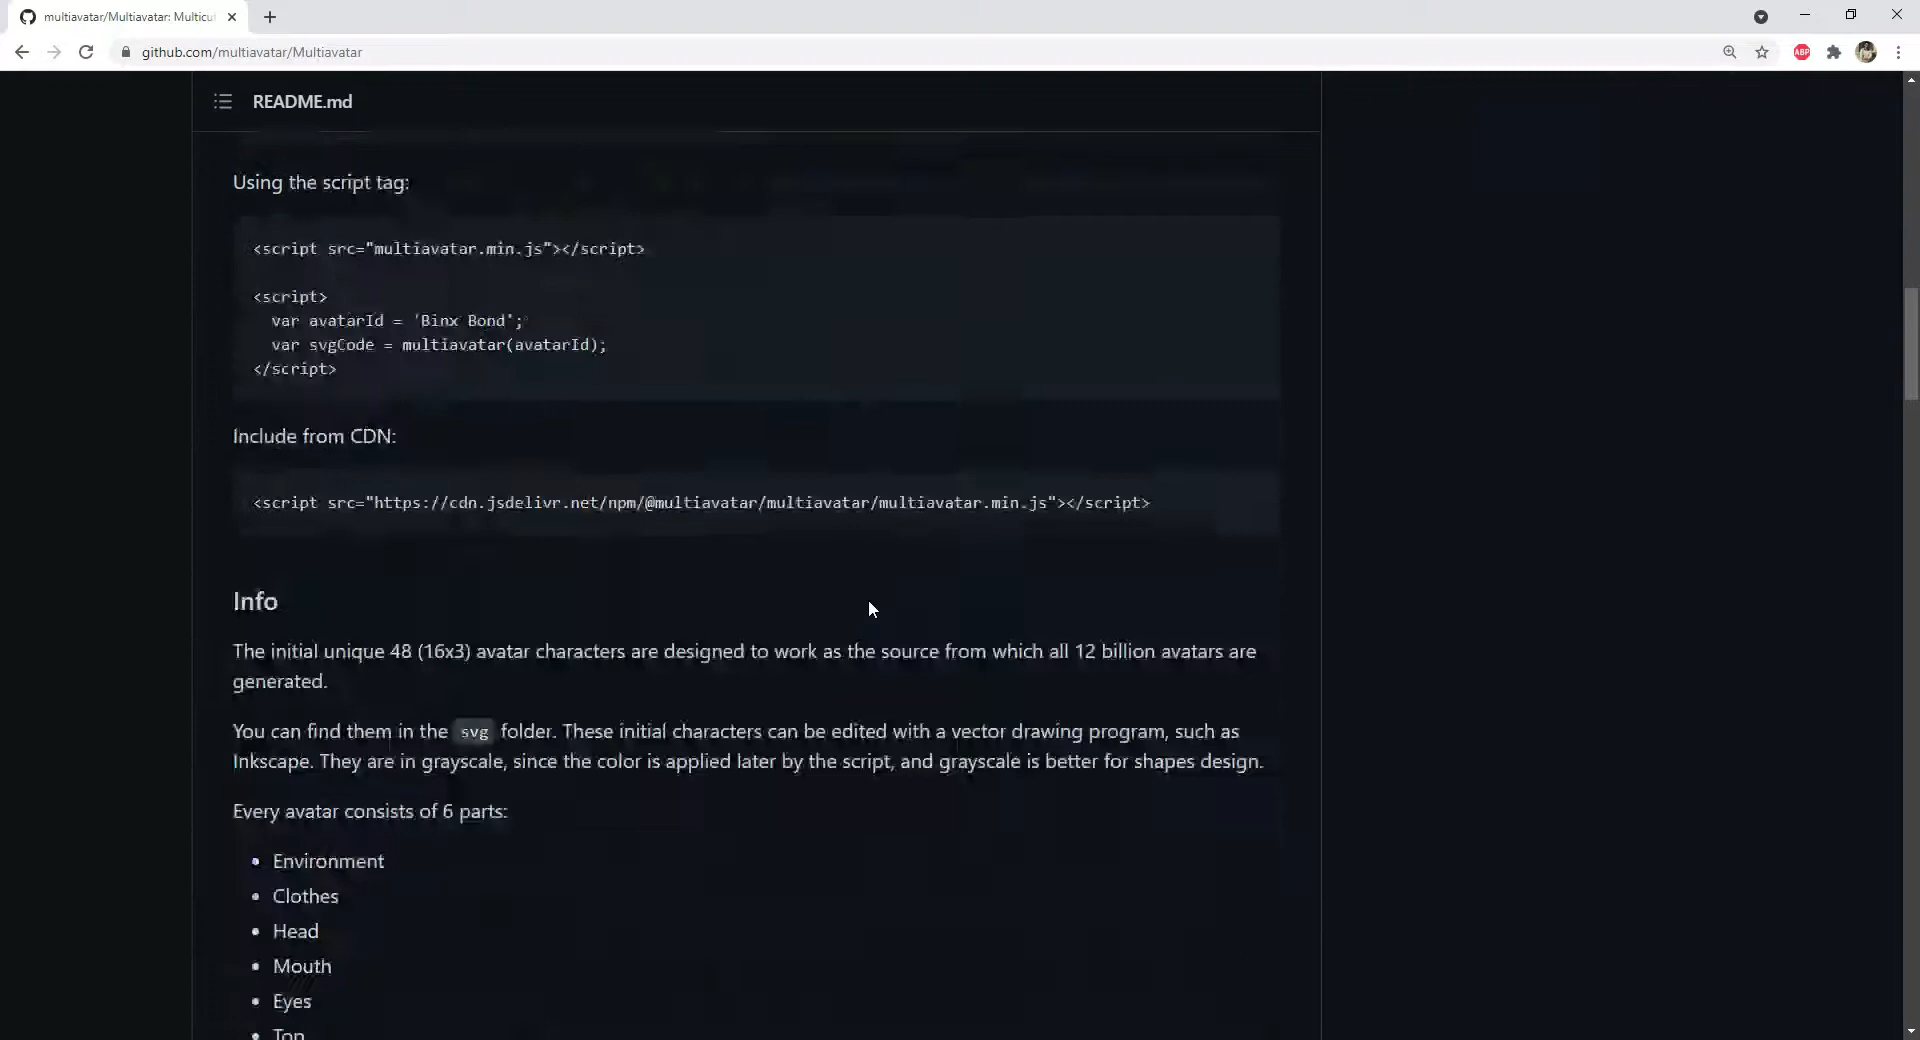 multiavatar/Multiavatar: Multicul
github.com/multiavatar/Multiavatar
ABP
README.md
Using the script tag:
<script src="multiavatar.min.js"></script>
<script>
var avatarId = 'Binx Bond';
var svgCode = multiavatar(avatarId);
</script>
Include from CDN:
<script src="https://cdn.jsdelivr.net/npm/@multiavatar/multiavatar/multiavatar.min.js"></script>
Info
The initial unique 48 (16x3) avatar characters are designed to work as the source from which all 12 billion avatars are
generated.
You can find them in the svg folder. These initial characters can be edited with a vector drawing program, such as
Inkscape. They are in grayscale, since the color is applied later by the script, and grayscale is better for shapes design.
Every avatar consists of 6 parts:
• Environment
• Clothes
• Head
• Mouth
• Eyes
• Top